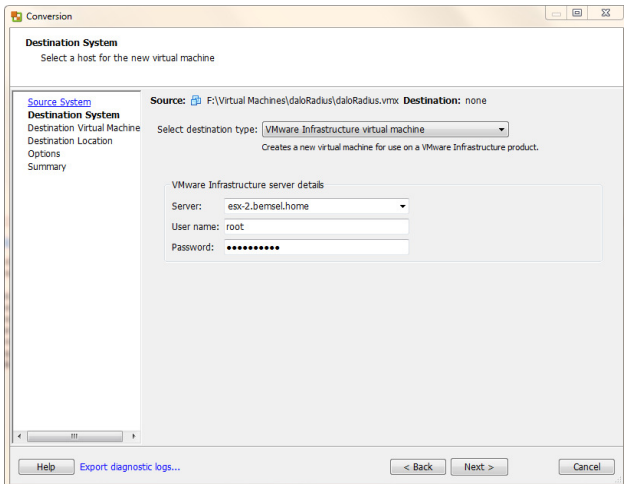 Conversion
Destination System
Select a host for the new virtual machine
Source System
Destination System
Destination Virtual Machine
Destination Location
Options
Summary
Source: F:\Virtual Machines\daloRadius\daloRadius.vmx Destination: none
Select destination type: VMware Infrastructure virtual machine
Creates a new virtual machine for use on a VMware Infrastructure product.
VMware Infrastructure server details
Server: esx-2.bemsel.home
User name: root
Password: ●●●●●●●●●●
Help Export diagnostic logs... < Back Next > Cancel